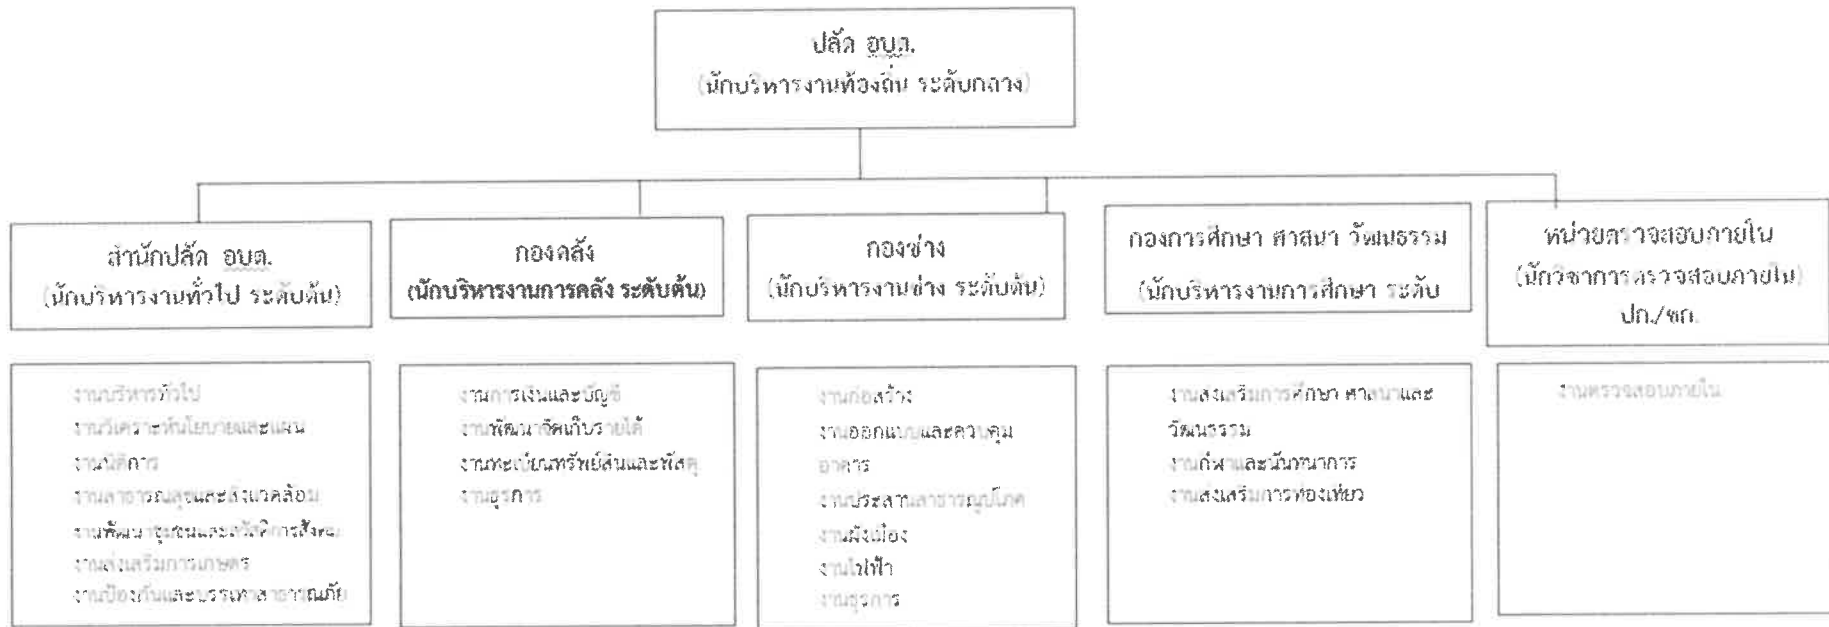 ปลัด อบต.
(นักบริหารงานท้องถิ่น ระดับกลาง)
สำนักปลัด อบต.
(นักบริหารงานทั่วไป ระดับต้น)
กองคลัง
(นักบริหารงานการคลัง ระดับต้น)
กองช่าง
(นักบริหารงานช่าง ระดับต้น)
กองการศึกษา ศาสนา วัฒนธรรม
(นักบริหารงานการศึกษา ระดับ
หน่วยตรวจสอบภายใน
(นักวิชาการตรวจสอบภายใน)
ปก./ชก.
งานบริหารทั่วไป
งานวิเคราะห์นโยบายและแผน
งานนิติการ
งานสาธารณสุขและสิ่งแวดล้อม
งานพัฒนาชุมชนและสวัสดิการสังคม
งานส่งเสริมการเกษตร
งานป้องกันและบรรเทาสาธารณภัย
งานการเงินและบัญชี
งานพัฒนาจัดเก็บรายได้
งานทะเบียนทรัพย์สินและพัสดุ
งานธุรการ
งานก่อสร้าง
งานออกแบบและควบคุม
อาคาร
งานประสานสาธารณูปโภค
งานผังเมือง
งานไฟฟ้า
งานธุรการ
งานส่งเสริมการศึกษา ศาสนาและ
วัฒนธรรม
งานกีฬาและนันทนาการ
งานส่งเสริมการท่องเที่ยว
งานตรวจสอบภายใน